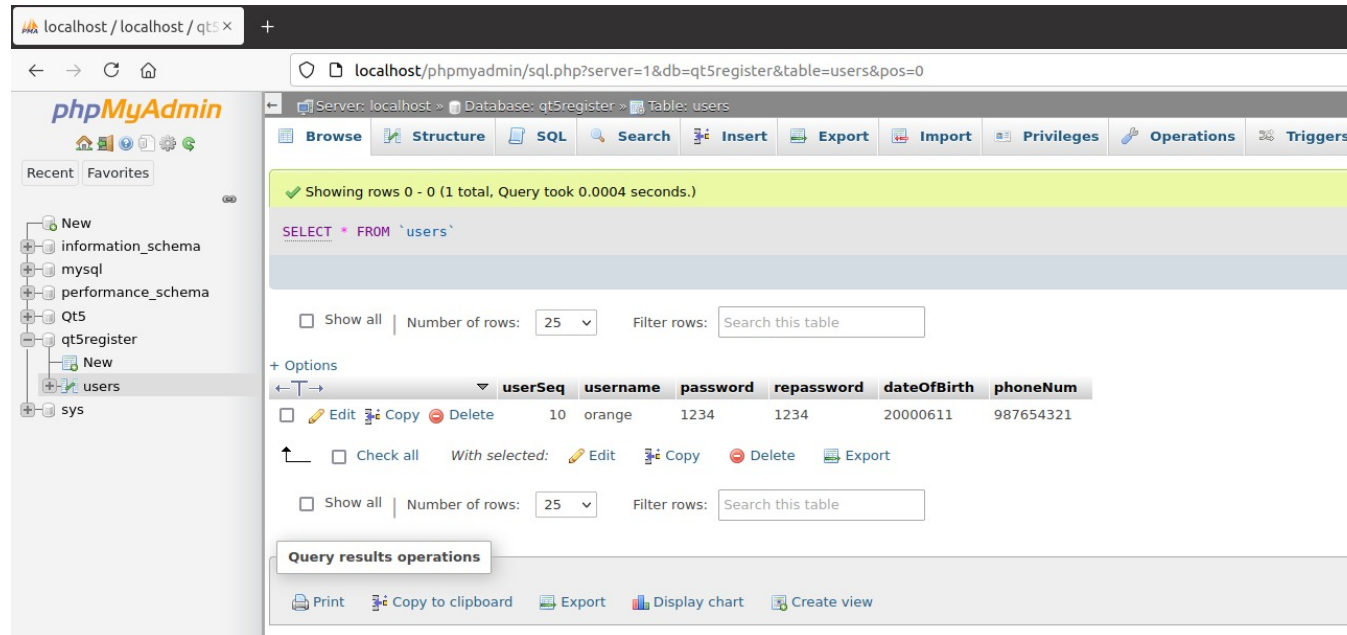 localhost / localhost / qt5
localhost/phpmyadmin/sql.php?server=1&db=qt5register&table=users&pos=0
phpMyAdmin
Recent Favorites
New
information_schema
mysql
performance_schema
Qt5
qt5register
New
users
sys
Server: localhost » Database: qt5register » Table: users
Browse Structure SQL Search Insert Export Import Privileges Operations Triggers
Showing rows 0 - 0 (1 total, Query took 0.0004 seconds.)
SELECT * FROM `users`
Show all | Number of rows: 25 Filter rows: Search this table
+ Options
userSeq username password repassword dateOfBirth phoneNum
Edit Copy Delete 10 orange 1234 1234 20000611 987654321
Check all With selected: Edit Copy Delete Export
Show all | Number of rows: 25 Filter rows: Search this table
Query results operations
Print Copy to clipboard Export Display chart Create view